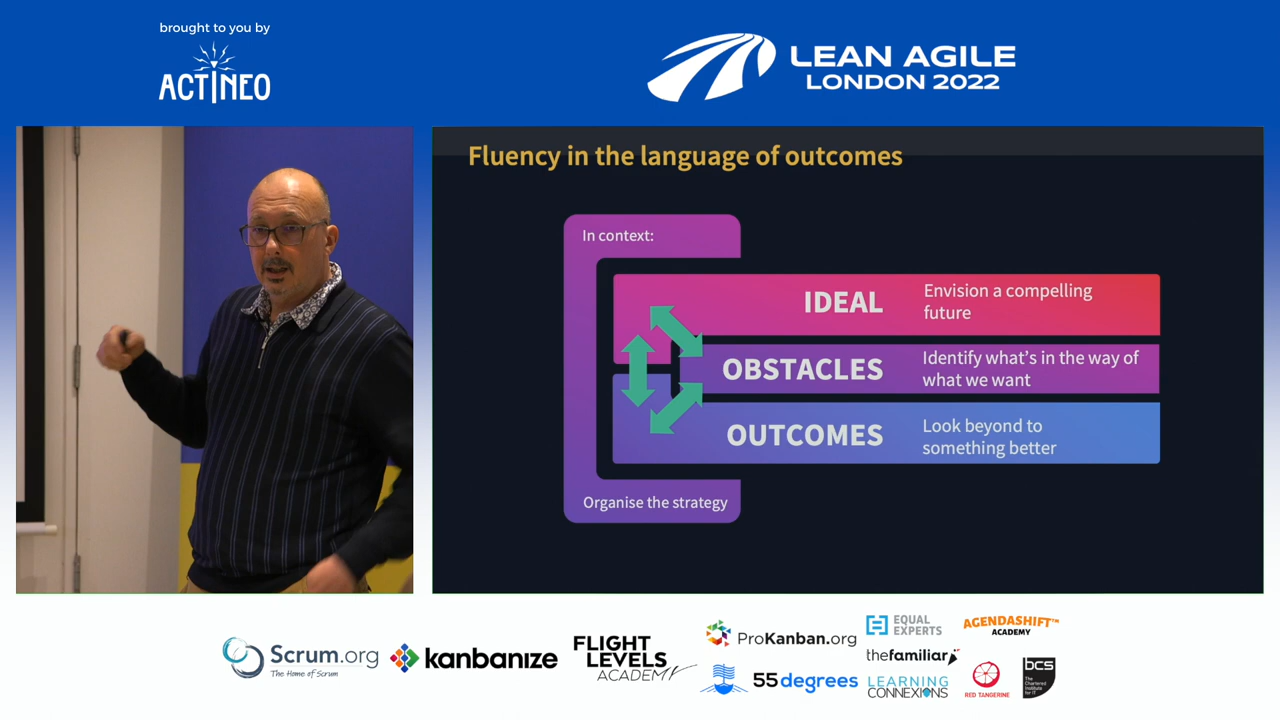 brought to you by
ACTINEO
LEAN AGILE
LONDON 2022
Fluency in the language of outcomes
In context:
IDEAL
Envision a compelling
future
OBSTACLES
Identify what's in the way of
what we want
OUTCOMES
Look beyond to
something better
Organise the strategy
Scrum.org
The Home of Scrum
kanbanize
FLIGHT
LEVELS
ACADEMY
ProKanban.org
55degrees
EQUAL
EXPERTS
thefamiliar
LEARNING
CONNEXIONS
AGENDASHIFT™
ACADEMY
RED TANGERINE
bcs
The
Chartered
Institute
for IT